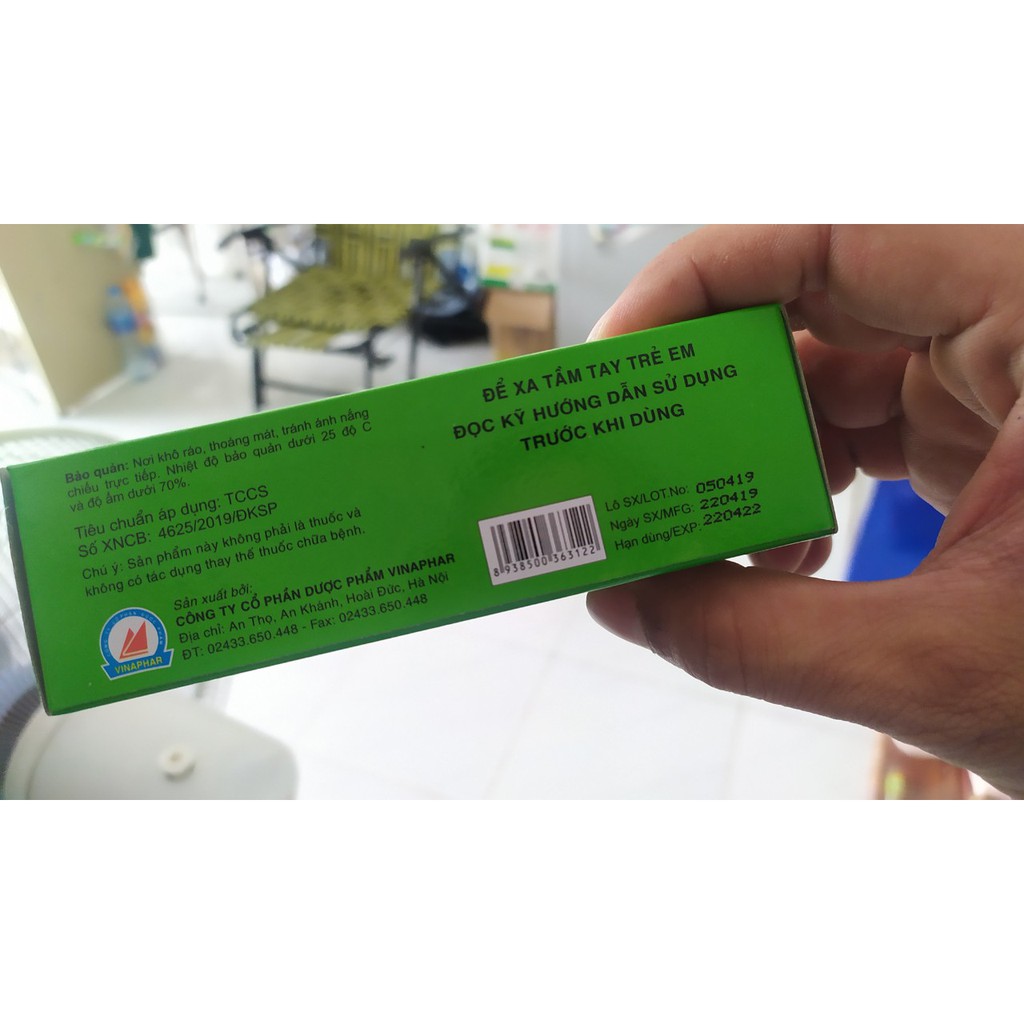 Bảo quản: Nơi khô ráo, thoáng mát, tránh ánh nắng
chiếu trực tiếp. Nhiệt độ bảo quản dưới 25 độ C
và độ ẩm dưới 70%.
Tiêu chuẩn áp dụng: TCCS
Số XNCB: 4625/2019/ĐKSP
Chú ý: Sản phẩm này không phải là thuốc và
không có tác dụng thay thế thuốc chữa bệnh.
Sản xuất bởi:
CÔNG TY CỔ PHẦN DƯỢC PHẨM VINAPHAR
Địa chỉ: An Thọ, An Khánh, Hoài Đức, Hà Nội
ĐT: 02433.650.448 - Fax: 02433.650.448
VINAPHAR
ĐỂ XA TẦM TAY TRẺ EM
ĐỌC KỸ HƯỚNG DẪN SỬ DỤNG
TRƯỚC KHI DÙNG
8 938500 363122
Lô SX/LOT.No: 050419
Ngày SX/MFG: 220419
Hạn dùng/EXP: 220422